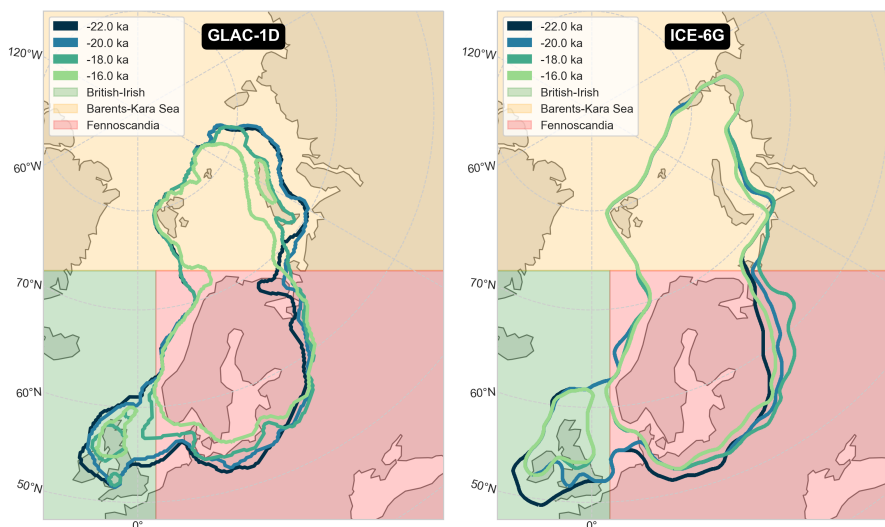 GLAC-1D
-22.0 ka
-20.0 ka
-18.0 ka
-16.0 ka
British-Irish
Barents-Kara Sea
Fennoscandia
120°W
60°W
70°N
60°N
50°N
0°
ICE-6G
-22.0 ka
-20.0 ka
-18.0 ka
-16.0 ka
British-Irish
Barents-Kara Sea
Fennoscandia
120°W
60°W
70°N
60°N
50°N
0°